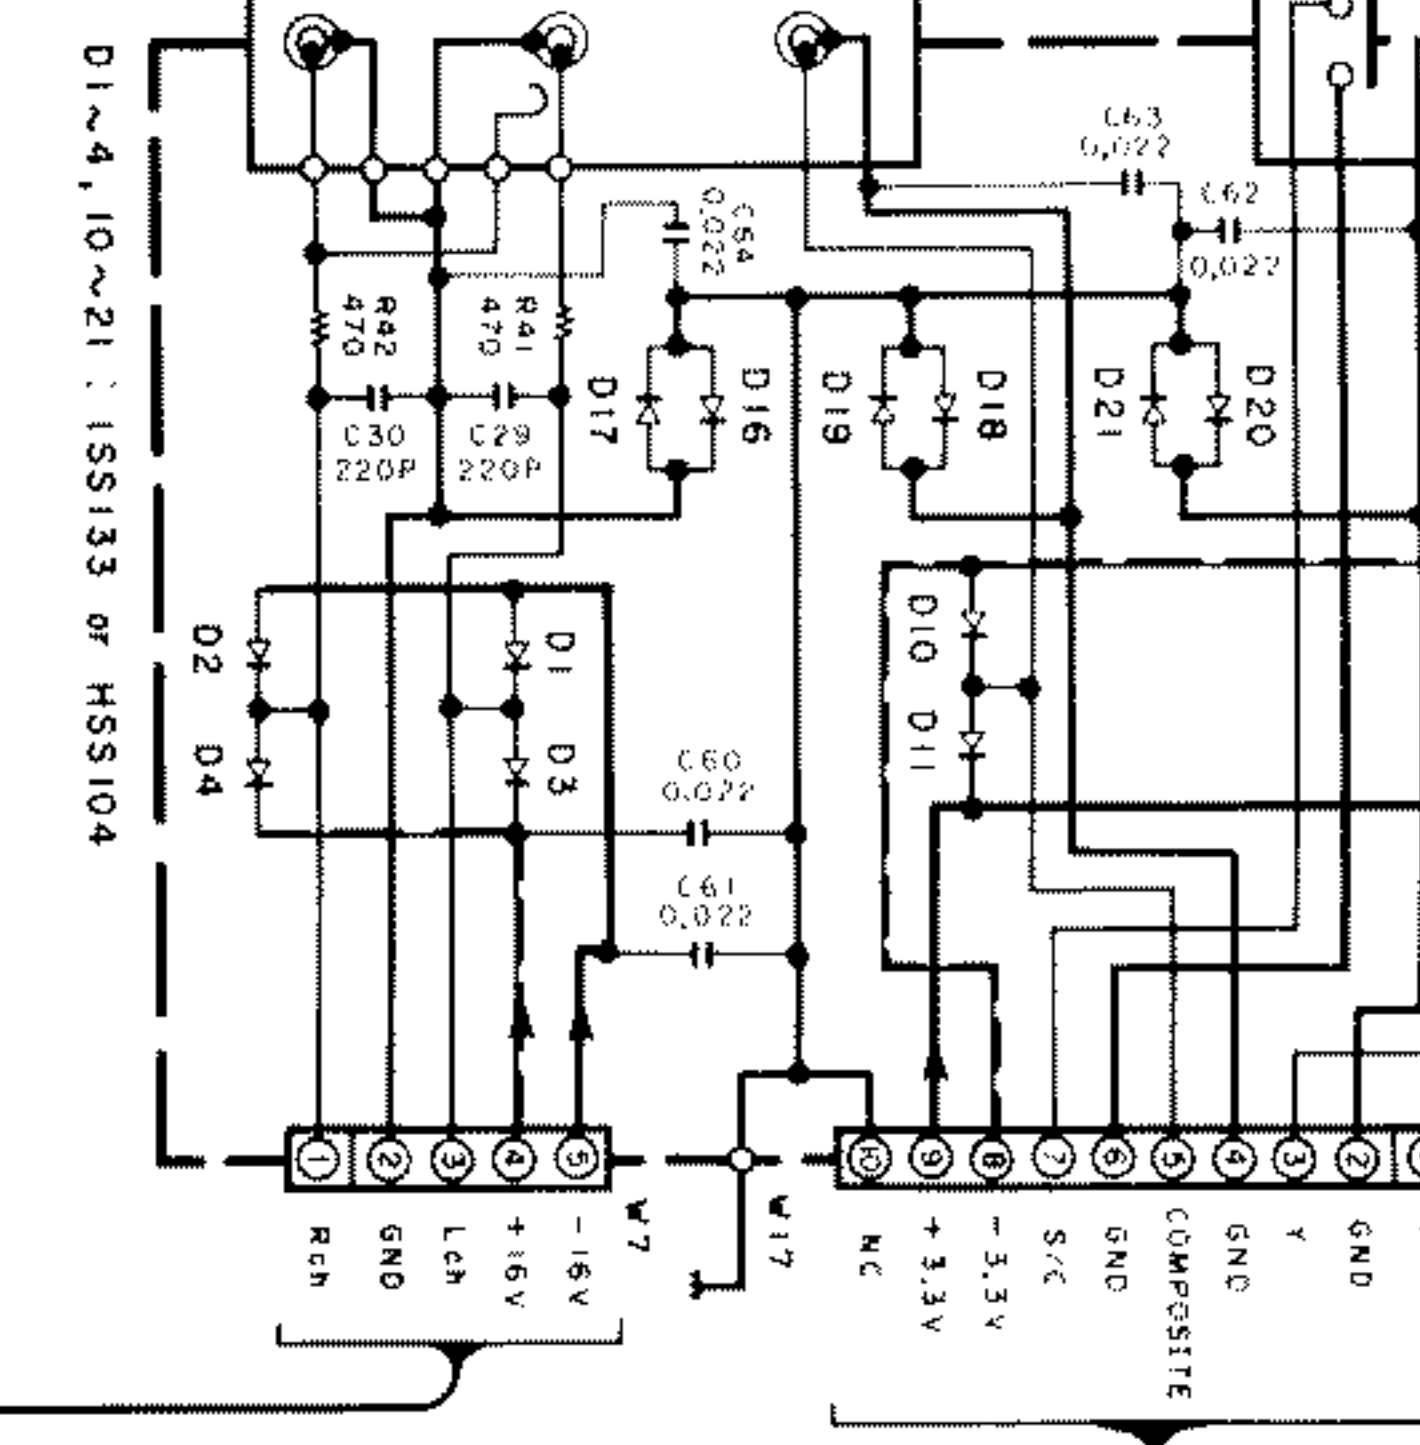 D1~4, 10~21 : 1SS133 or HSS104
C63
0,022
C62
0,022
C54
0,022
R42
470
R41
470
C30
220P
C29
220P
D17
D16
D19
D18
D21
D20
D2
D4
D1
D3
D10
D11
C60
0.022
C61
0,022
1
2
3
4
5
10
9
8
7
6
5
4
3
2
Rch
GND
Lch
+16V
-16V
W7
W17
NC
+3.3V
-3.3V
S/C
GND
COMPOSITE
GND
Y
GND